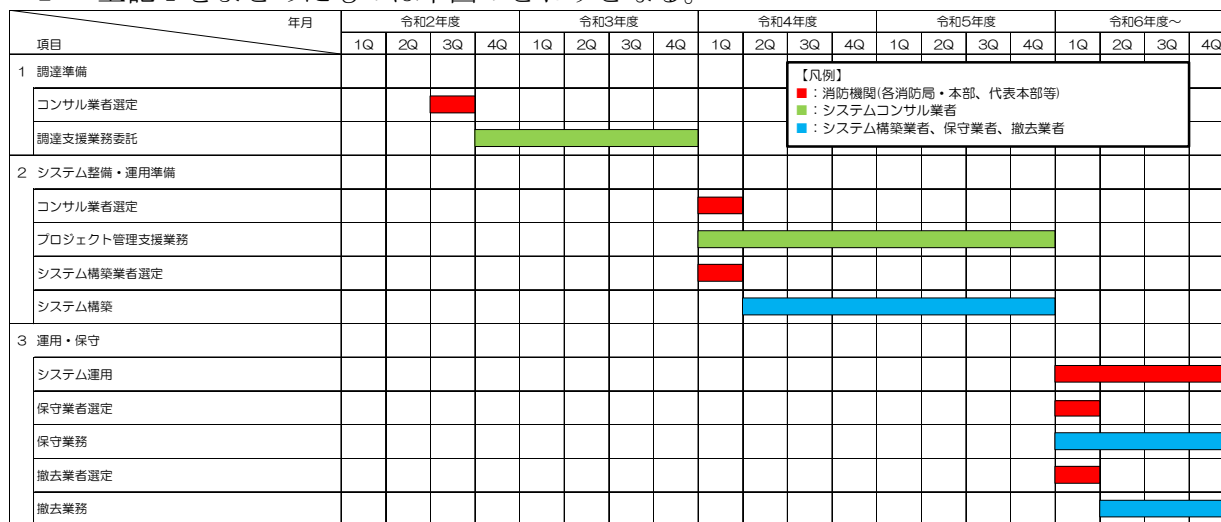 年月 令和2年度 令和3年度 令和4年度 令和5年度 令和6年度～
項目 1Q 2Q 3Q 4Q 1Q 2Q 3Q 4Q 1Q 2Q 3Q 4Q 1Q 2Q 3Q 4Q 1Q 2Q 3Q 4Q
1 調達準備
【凡例】
■：消防機関(各消防局・本部、代表本部等)
■：システムコンサル業者
■：システム構築業者、保守業者、撤去業者
コンサル業者選定
調達支援業務委託
2 システム整備・運用準備
コンサル業者選定
プロジェクト管理支援業務
システム構築業者選定
システム構築
3 運用・保守
システム運用
保守業者選定
保守業務
撤去業者選定
撤去業務